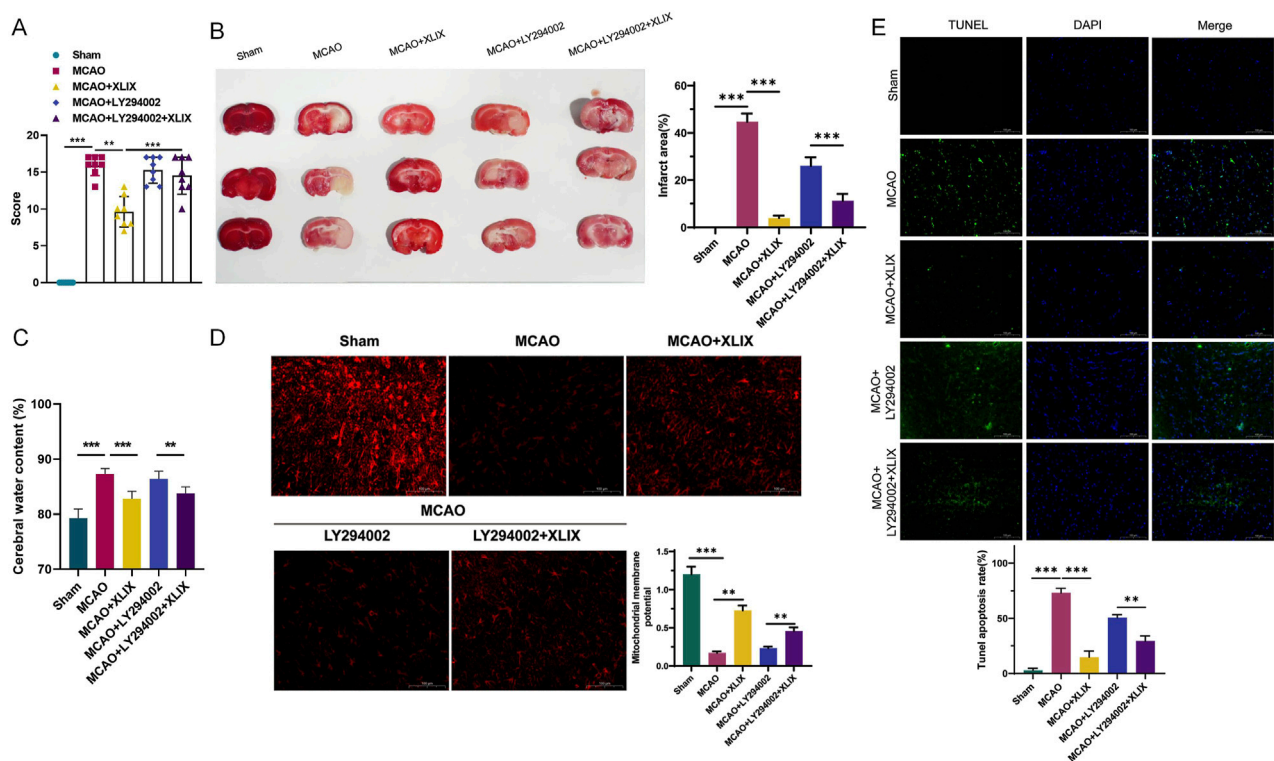 A
Sham
MCAO
MCAO+XLIX
MCAO+LY294002
MCAO+LY294002+XLIX
20
15
10
5
0
Score
***
**
***
B
Sham
MCAO
MCAO+XLIX
MCAO+LY294002
MCAO+LY294002+XLIX
Infarct area(%)
60
40
20
0
***
***
***
Sham
MCAO
MCAO+XLIX
MCAO+LY294002
MCAO+LY294002+XLIX
C
Cerebral water content (%)
100
90
80
70
***
***
**
Sham
MCAO
MCAO+XLIX
MCAO+LY294002
MCAO+LY294002+XLIX
D
Sham
MCAO
MCAO+XLIX
MCAO
LY294002
LY294002+XLIX
Mitochondrial membrane
potential
1.5
1.0
0.5
0.0
***
**
**
Sham
MCAO
MCAO+XLIX
MCAO+LY294002
MCAO+LY294002+XLIX
E
TUNEL
DAPI
Merge
Sham
MCAO
MCAO+XLIX
MCAO+
LY294002
MCAO+
LY294002+XLIX
Tunel apoptosis rate(%)
100
50
0
***
***
**
Sham
MCAO
MCAO+XLIX
MCAO+LY294002
MCAO+LY294002+XLIX